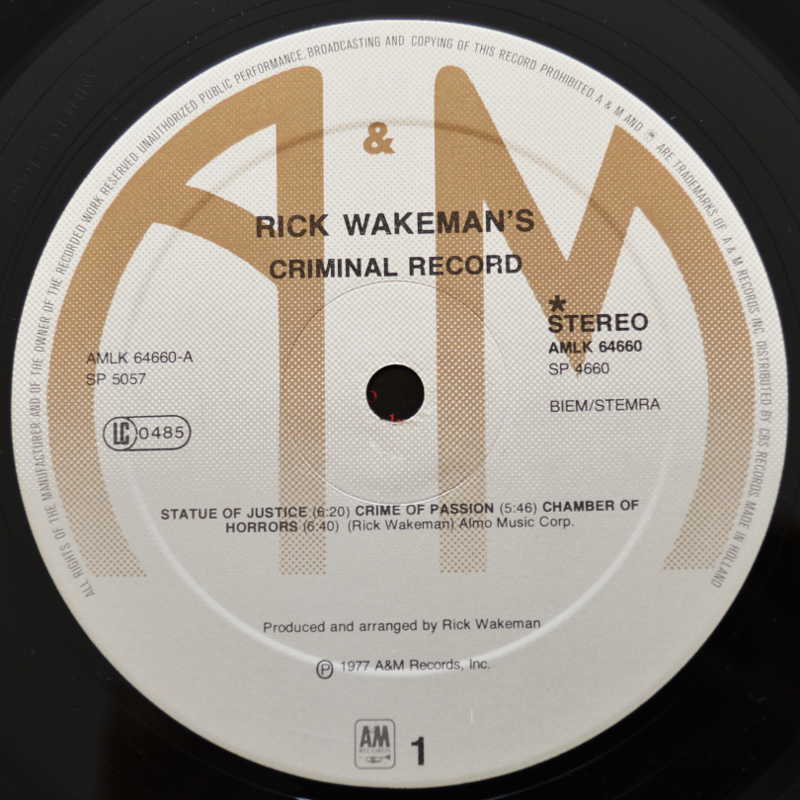 ALL RIGHTS OF THE MANUFACTURER AND OF THE OWNER OF THE RECORDED WORK RESERVED. UNAUTHORIZED PUBLIC PERFORMANCE, BROADCASTING AND COPYING OF THIS RECORD PROHIBITED. A & M AND ARE TRADEMARKS OF A & M RECORDS INC. DISTRIBUTED BY CBS RECORDS MADE IN HOLLAND
A & M
RICK WAKEMAN'S
CRIMINAL RECORD
AMLK 64660-A
SP 5057
LC 0485
*
STEREO
AMLK 64660
SP 4660
BIEM/STEMRA
STATUE OF JUSTICE (6:20) CRIME OF PASSION (5:46) CHAMBER OF
HORRORS (6:40) (Rick Wakeman) Almo Music Corp.
Produced and arranged by Rick Wakeman
Ⓟ 1977 A&M Records, Inc.
AM
RECORDS
1